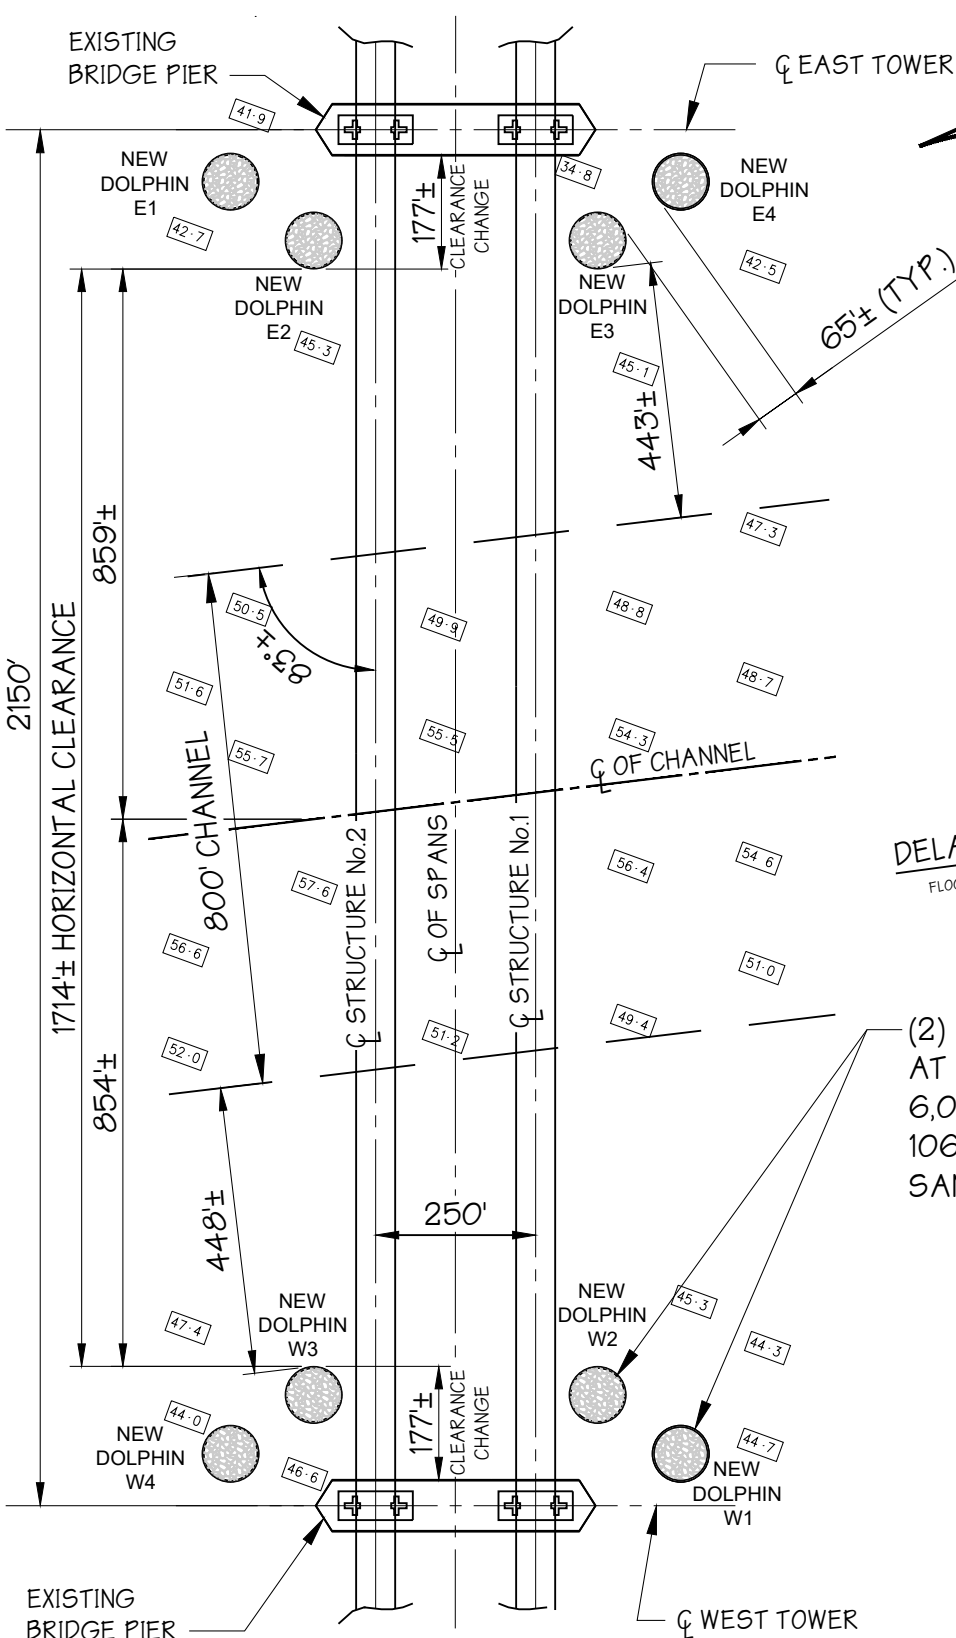 EXISTING
BRIDGE PIER
℄ EAST TOWER
41.9
NEW
DOLPHIN
E1
34.8
NEW
DOLPHIN
E4
177'±
CLEARANCE
CHANGE
42.7
42.5
NEW
DOLPHIN
E2
NEW
DOLPHIN
E3
65'± (TYP.)
45.3
45.1
443'±
47.3
859'±
50.5
49.9
48.8
83°±
2150'
1714'± HORIZONTAL CLEARANCE
51.6
48.7
55.7
55.5
54.3
800' CHANNEL
℄ OF CHANNEL
℄ STRUCTURE No.2
℄ OF SPANS
℄ STRUCTURE No.1
57.6
56.4
54 6
DELA
FLOO
56.6
51.0
52.0
51.2
49.4
(2)
AT
6,0
106
SAN
854'±
448'±
250'
47.4
NEW
DOLPHIN
W3
NEW
DOLPHIN
W2
45.3
44.3
177'±
CLEARANCE
CHANGE
44.0
NEW
DOLPHIN
W4
46.6
44.7
NEW
DOLPHIN
W1
EXISTING
BRIDGE PIER
℄ WEST TOWER